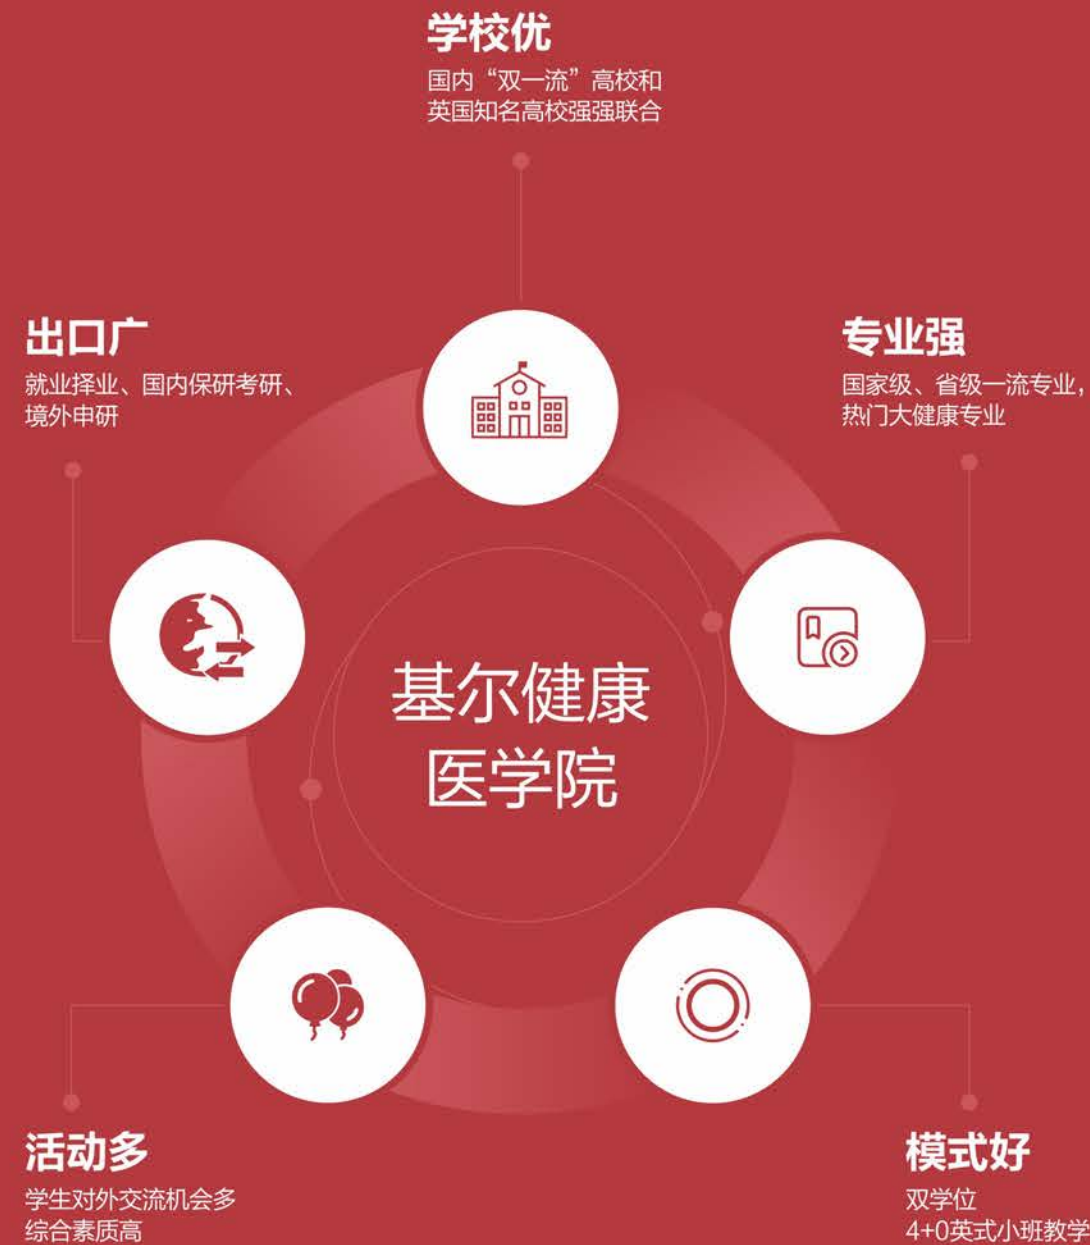 学校优
国内“双一流”高校和
英国知名高校强强联合
出口广
就业择业、国内保研考研、
境外申研
专业强
国家级、省级一流专业，
热门大健康专业
基尔健康
医学院
活动多
学生对外交流机会多
综合素质高
模式好
双学位
4+0英式小班教学